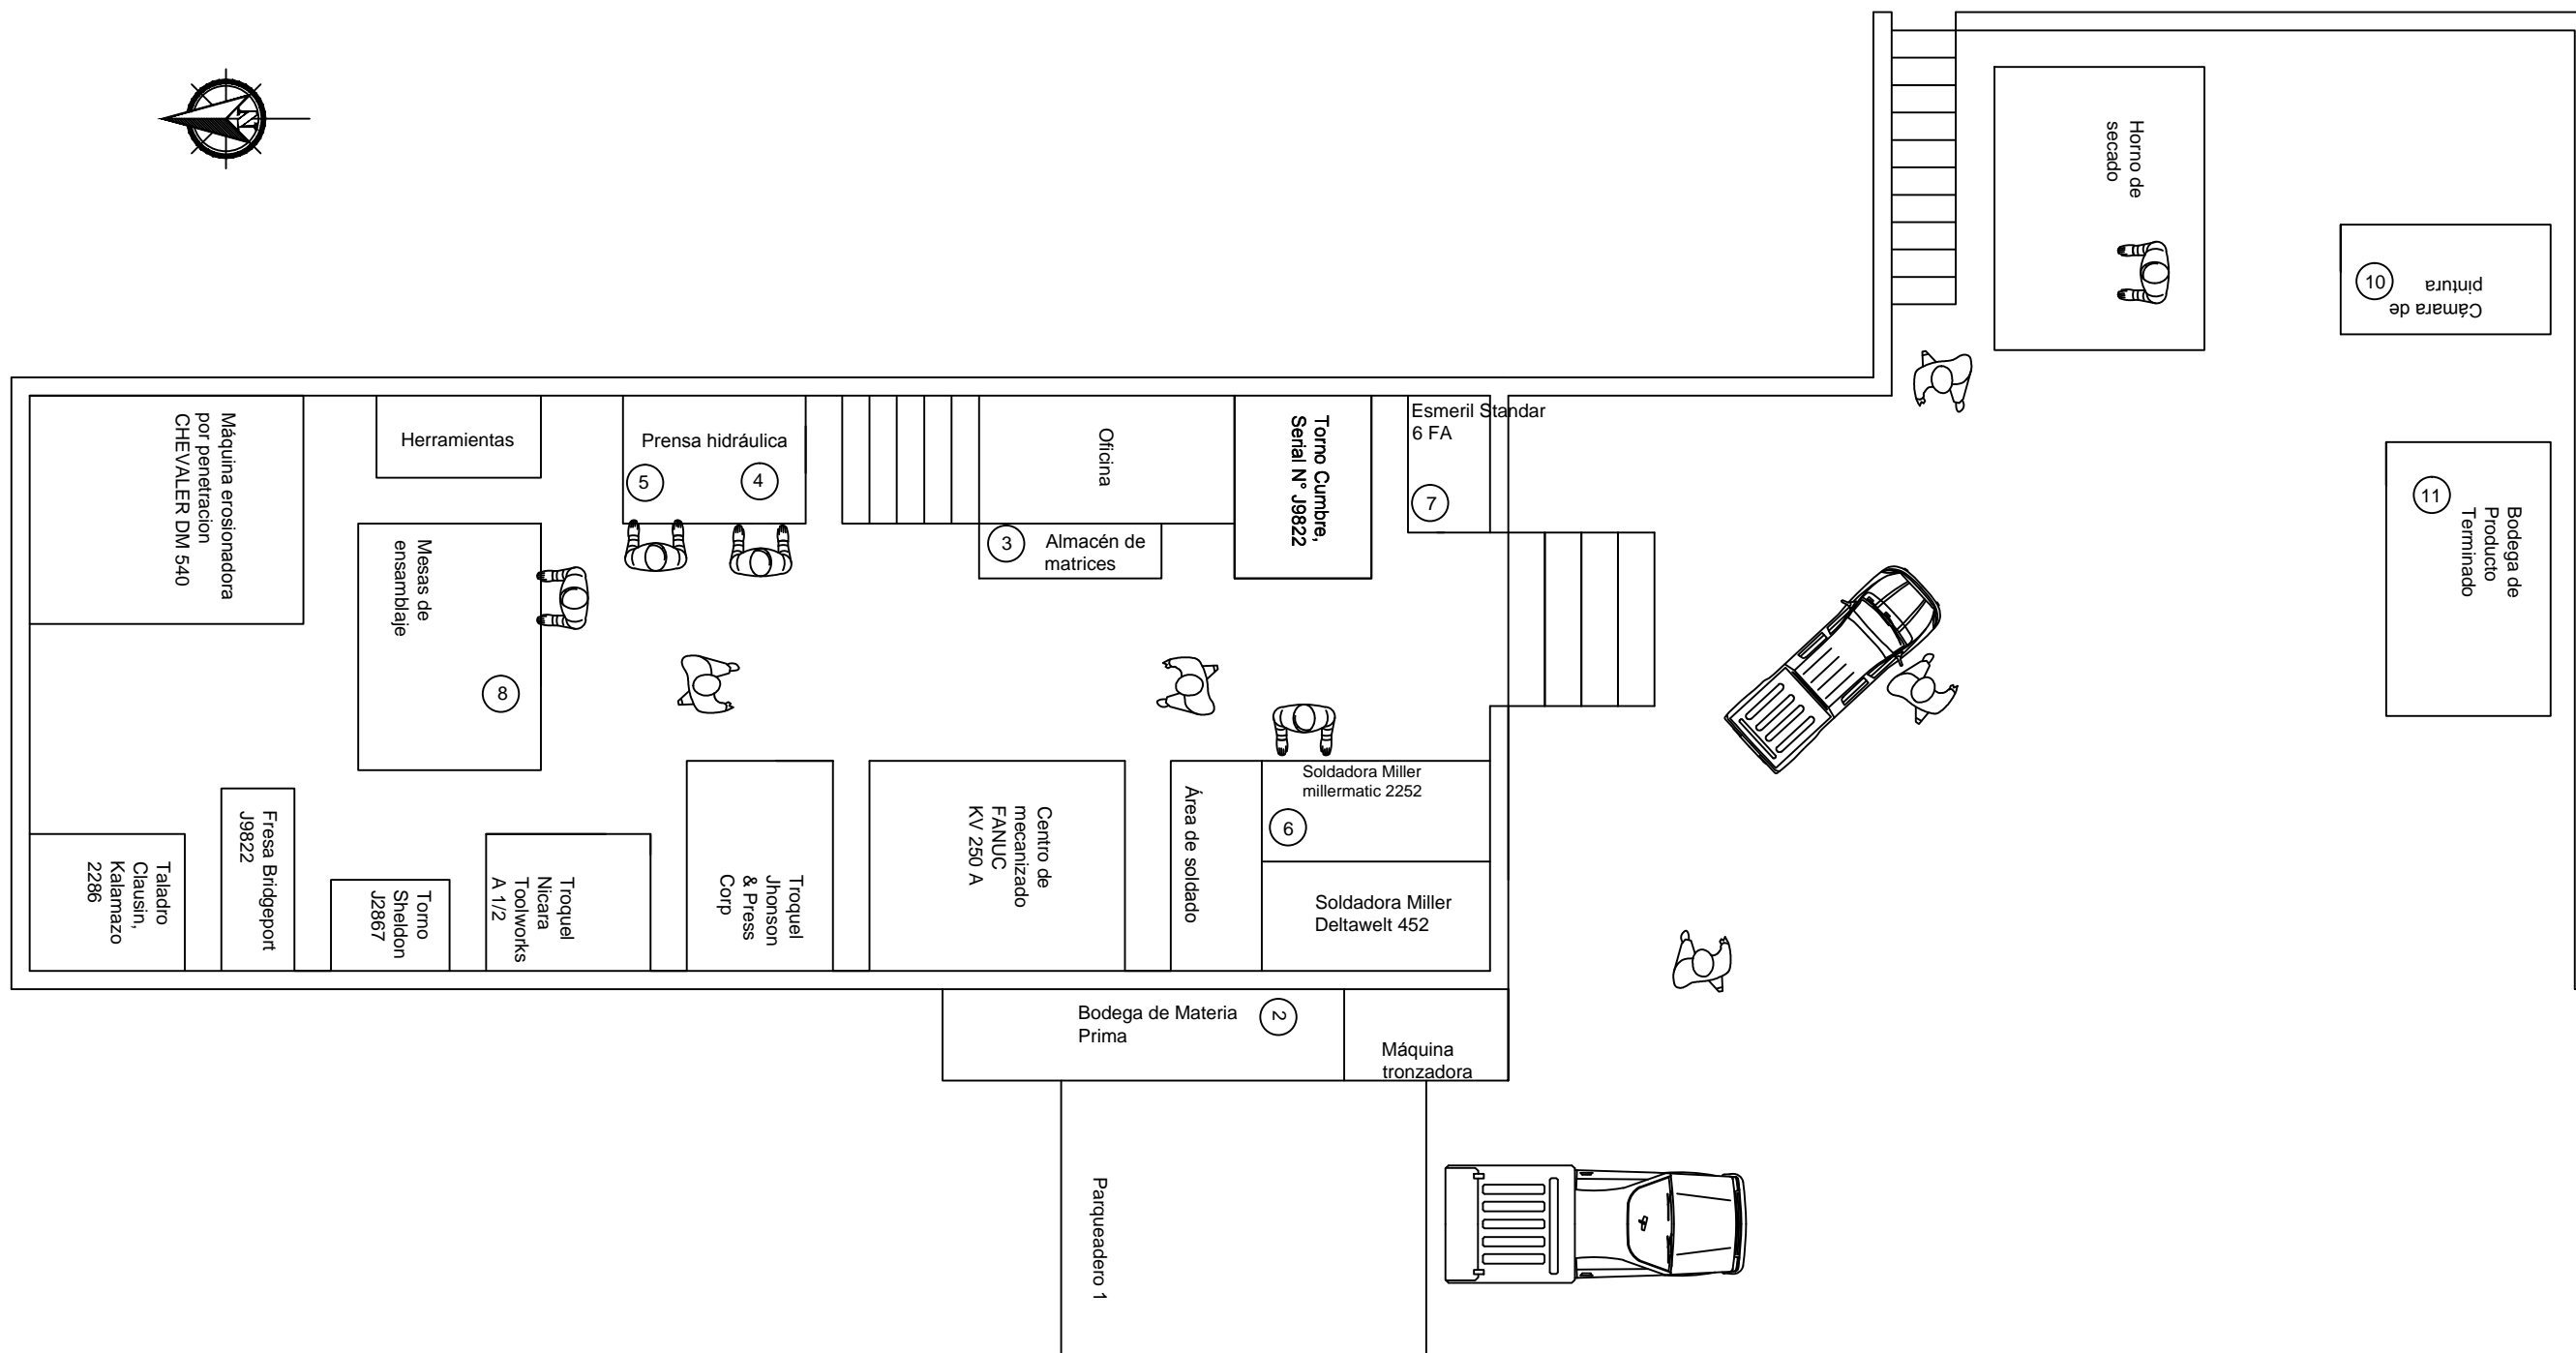 N
Horno de
secado
10
Cámara de
pintura
Máquina erosionadora
por penetracion
CHEVALER DM 540
Herramientas
Prensa hidráulica
5
4
Oficina
Torno Cumbre,
Serial N° J9822
Esmeril Standar
6 FA
7
11
Bodega de
Producto
Terminado
3
Almacén de
matrices
Mesas de
ensamblaje
8
Soldadora Miller
millermatic 2252
6
Área de soldado
Centro de
mecanizado
FANUC
KV 250 A
Troquel
Jhonson
& Press
Corp
Troquel
Nicara
Toolworks
A 1/2
Torno
Sheldon
J2867
Fresa Bridgeport
J9822
Taladro
Clausin,
Kalamazo
2286
Soldadora Miller
Deltawelt 452
Bodega de Materia
Prima
2
Máquina
tronzadora
Parqueadero 1